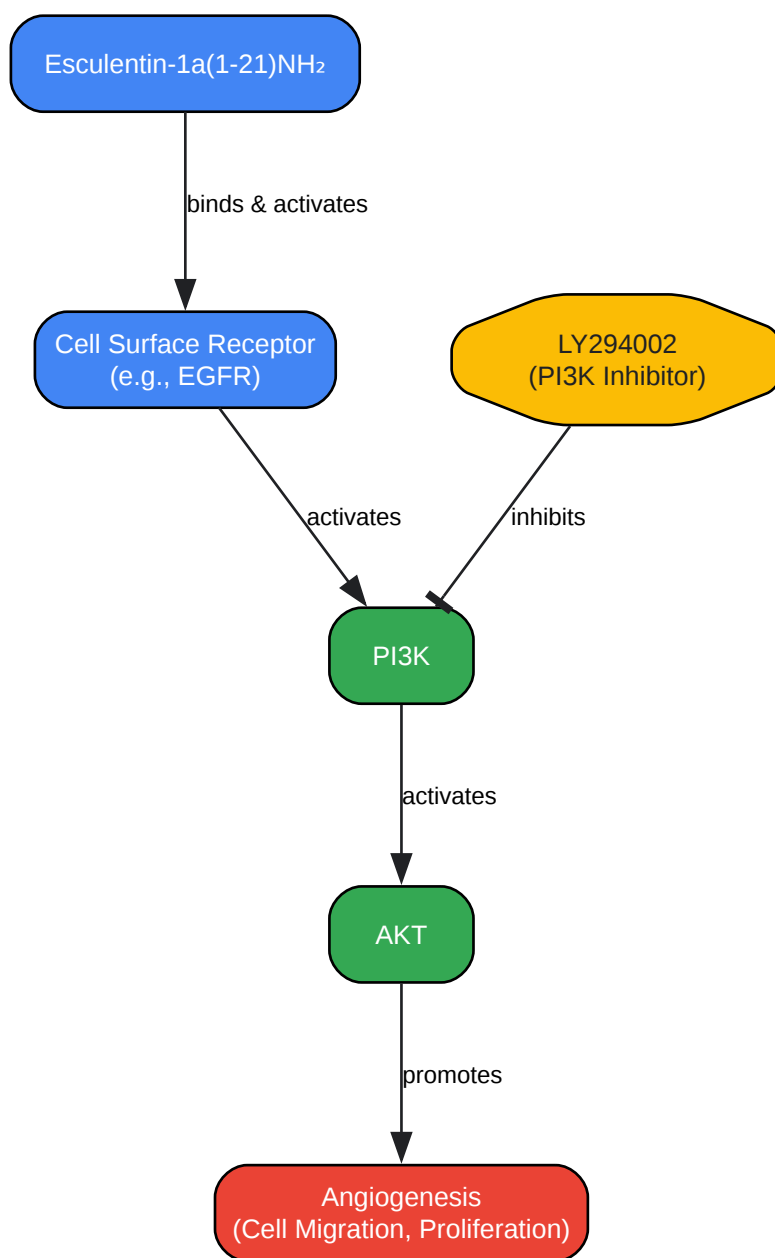 Esculentin-1a(1-21)NH₂
binds & activates
Cell Surface Receptor
(e.g., EGFR)
LY294002
(PI3K Inhibitor)
activates
inhibits
PI3K
activates
AKT
promotes
Angiogenesis
(Cell Migration, Proliferation)